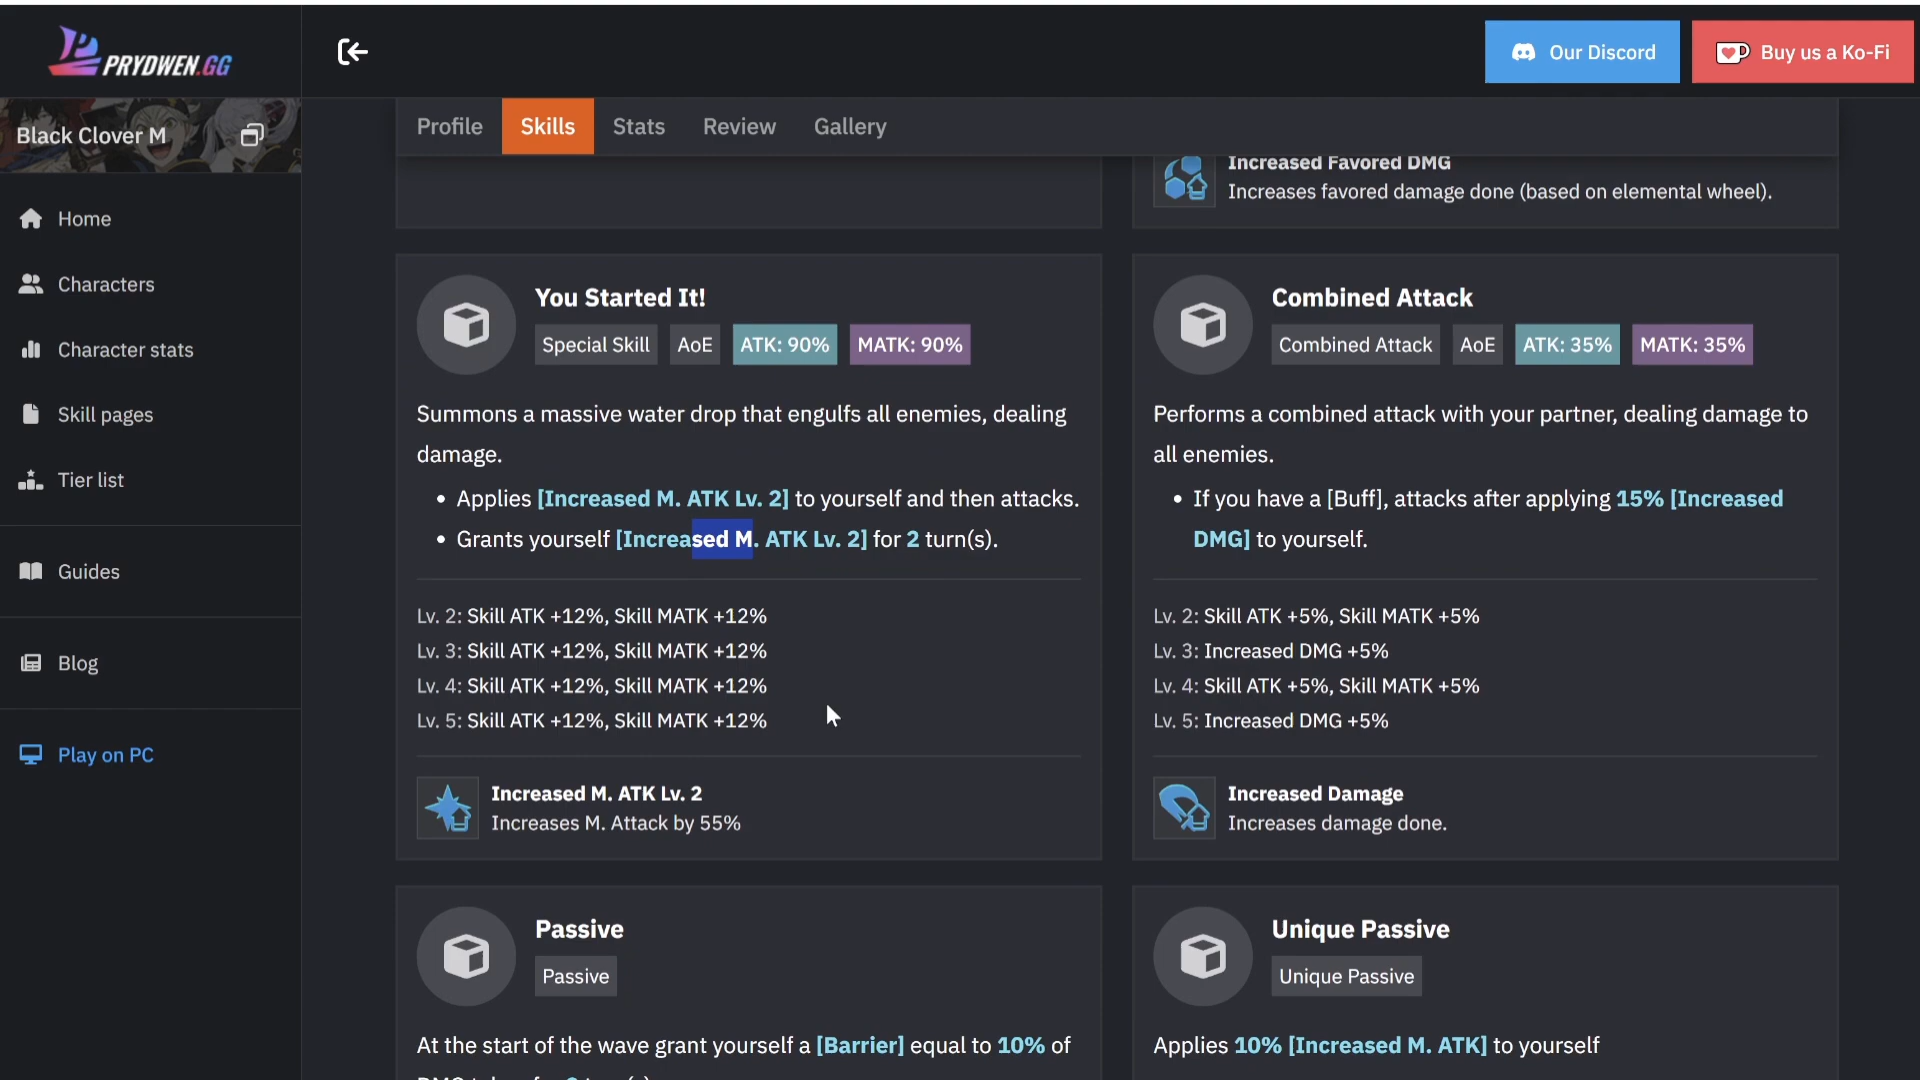 PRYDWEN.GG
Our Discord
Buy us a Ko-Fi
Black Clover M
Home
Characters
Character stats
Skill pages
Tier list
Guides
Blog
Play on PC
Profile
Skills
Stats
Review
Gallery
Increased Favored DMG
Increases favored damage done (based on elemental wheel).
You Started It!
Special Skill
AoE
ATK: 90%
MATK: 90%
Summons a massive water drop that engulfs all enemies, dealing
damage.
• Applies [Increased M. ATK Lv. 2] to yourself and then attacks.
• Grants yourself [Increased M. ATK Lv. 2] for 2 turn(s).
Lv. 2: Skill ATK +12%, Skill MATK +12%
Lv. 3: Skill ATK +12%, Skill MATK +12%
Lv. 4: Skill ATK +12%, Skill MATK +12%
Lv. 5: Skill ATK +12%, Skill MATK +12%
Increased M. ATK Lv. 2
Increases M. Attack by 55%
Combined Attack
Combined Attack
AoE
ATK: 35%
MATK: 35%
Performs a combined attack with your partner, dealing damage to
all enemies.
• If you have a [Buff], attacks after applying 15% [Increased
DMG] to yourself.
Lv. 2: Skill ATK +5%, Skill MATK +5%
Lv. 3: Increased DMG +5%
Lv. 4: Skill ATK +5%, Skill MATK +5%
Lv. 5: Increased DMG +5%
Increased Damage
Increases damage done.
Passive
Passive
At the start of the wave grant yourself a [Barrier] equal to 10% of
Unique Passive
Unique Passive
Applies 10% [Increased M. ATK] to yourself